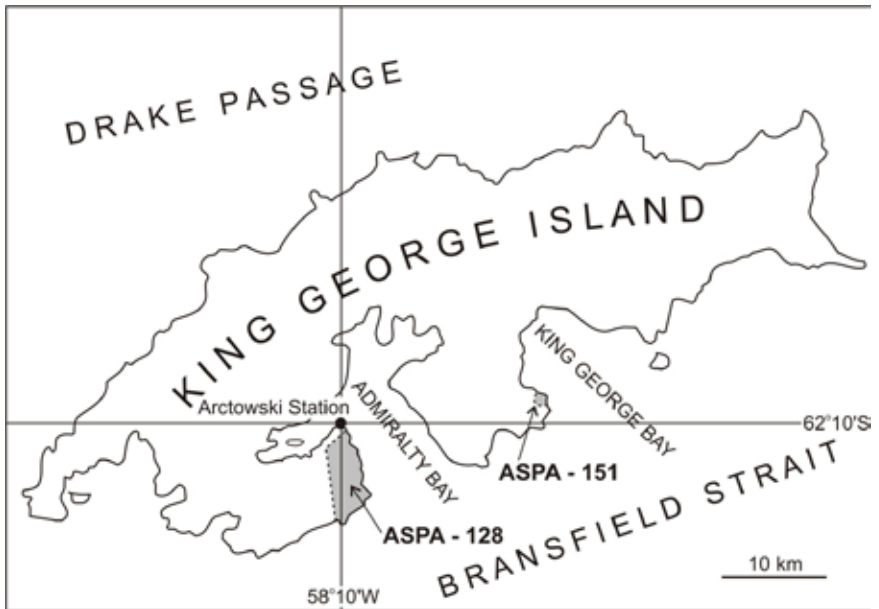 DRAKE PASSAGE
KING GEORGE ISLAND
KING GEORGE BAY
ADMIRALTY BAY
Arctowski Station
62°10'S
ASPA - 151
BRANSFIELD STRAIT
ASPA - 128
10 km
58°10'W